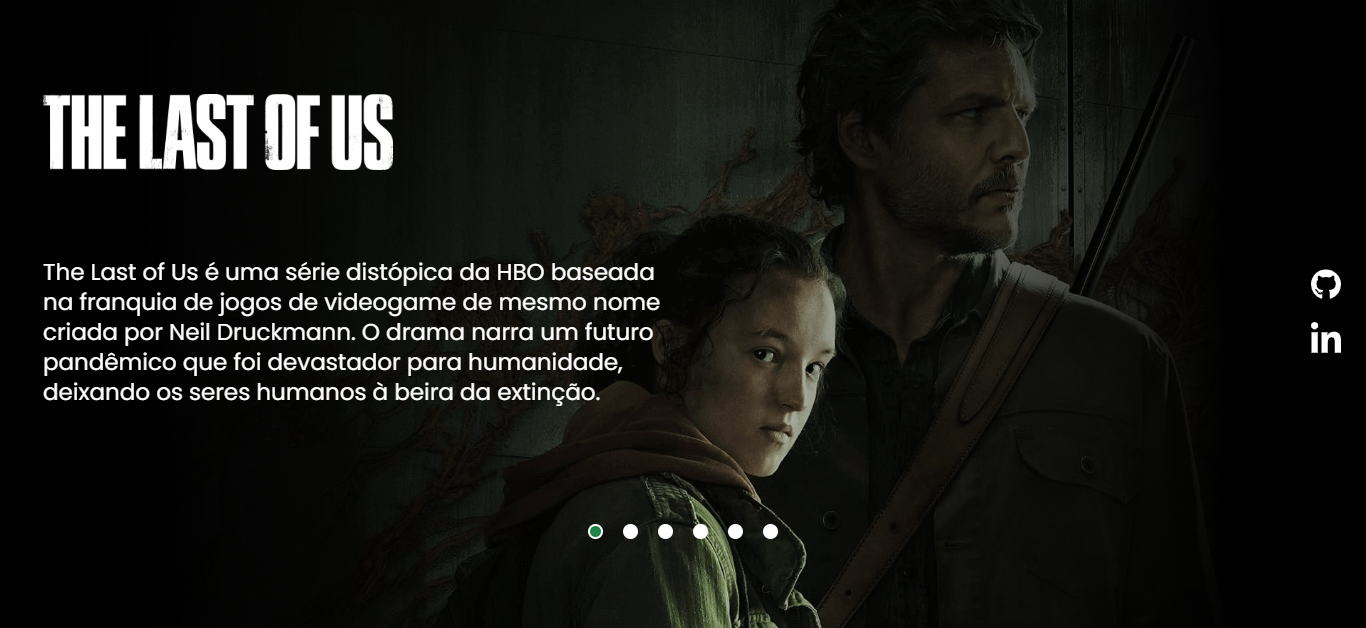 THE LAST OF US
The Last of Us é uma série distópica da HBO baseada
na franquia de jogos de videogame de mesmo nome
criada por Neil Druckmann. O drama narra um futuro
pandêmico que foi devastador para humanidade,
deixando os seres humanos à beira da extinção.
in